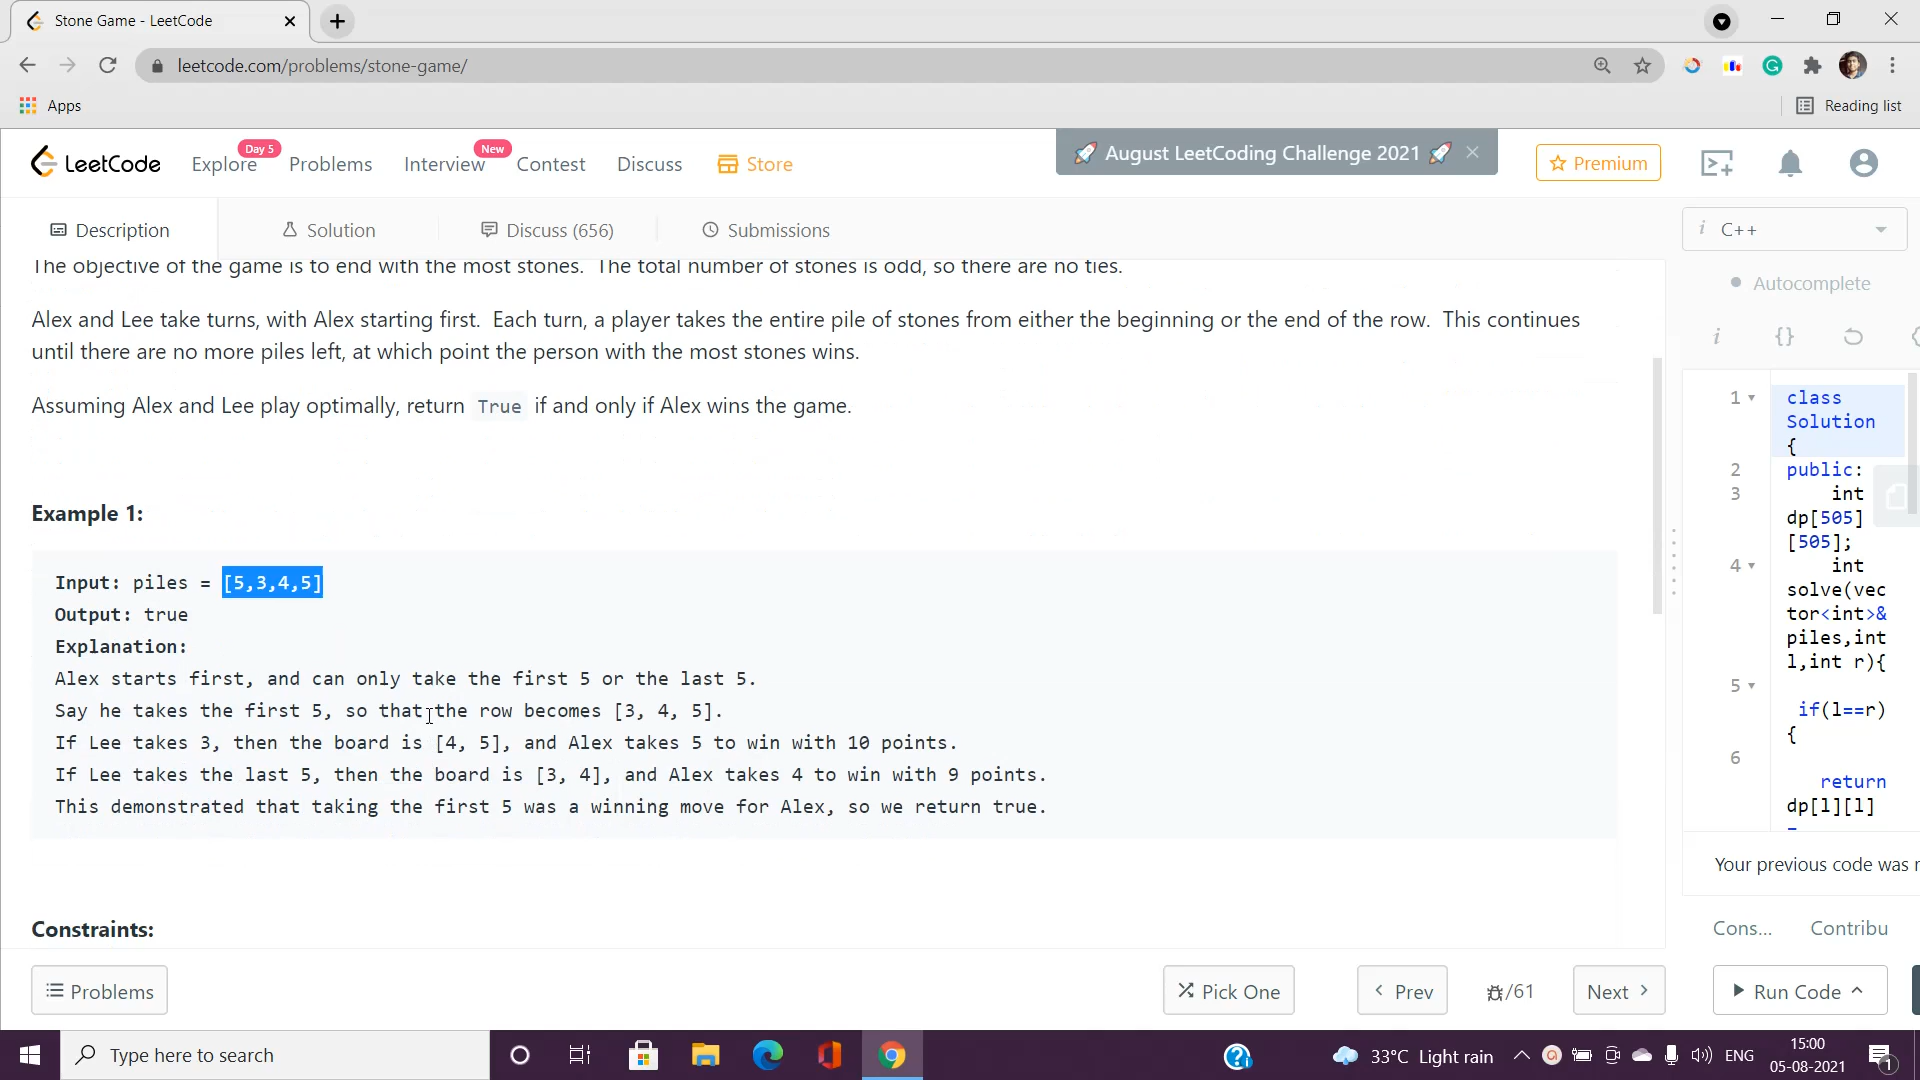 Stone Game - LeetCode
leetcode.com/problems/stone-game/
Apps
Reading list
LeetCode
Explore
Day 5
Problems
Interview
New
Contest
Discuss
Store
🚀 August LeetCoding Challenge 2021 🚀
Premium
Description
Solution
Discuss (656)
Submissions
i C++
The objective of the game is to end with the most stones. The total number of stones is odd, so there are no ties.
Autocomplete
Alex and Lee take turns, with Alex starting first. Each turn, a player takes the entire pile of stones from either the beginning or the end of the row. This continues
until there are no more piles left, at which point the person with the most stones wins.
Assuming Alex and Lee play optimally, return True if and only if Alex wins the game.
Example 1:
Input: piles = [5,3,4,5]
Output: true
Explanation:
Alex starts first, and can only take the first 5 or the last 5.
Say he takes the first 5, so that the row becomes [3, 4, 5].
If Lee takes 3, then the board is [4, 5], and Alex takes 5 to win with 10 points.
If Lee takes the last 5, then the board is [3, 4], and Alex takes 4 to win with 9 points.
This demonstrated that taking the first 5 was a winning move for Alex, so we return true.
Constraints:
i {}
1 class
Solution
{
2 public:
3 int
dp[505]
[505];
4 int
solve(vec
tor<int>&
piles,int
l,int r){
5
if(l==r)
{
6
return
dp[l][l]
=
Your previous code was r
Cons...
Contribu
Problems
Pick One
Prev
/61
Next
Run Code
Type here to search
33°C Light rain
ENG
15:00
05-08-2021
1